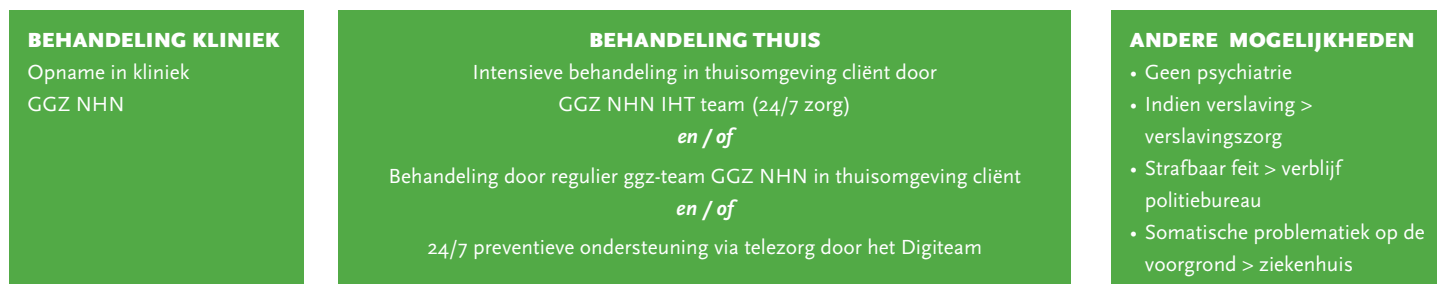 BEHANDELING KLINIEK
Opname in kliniek
GGZ NHN
BEHANDELING THUIS
Intensieve behandeling in thuisomgeving cliënt door
GGZ NHN IHT team (24/7 zorg)
en / of
Behandeling door regulier ggz-team GGZ NHN in thuisomgeving cliënt
en / of
24/7 preventieve ondersteuning via telezorg door het Digiteam
ANDERE MOGELIJKHEDEN
• Geen psychiatrie
• Indien verslaving >
verslavingszorg
• Strafbaar feit > verblijf
politiebureau
• Somatische problematiek op de
voorgrond > ziekenhuis